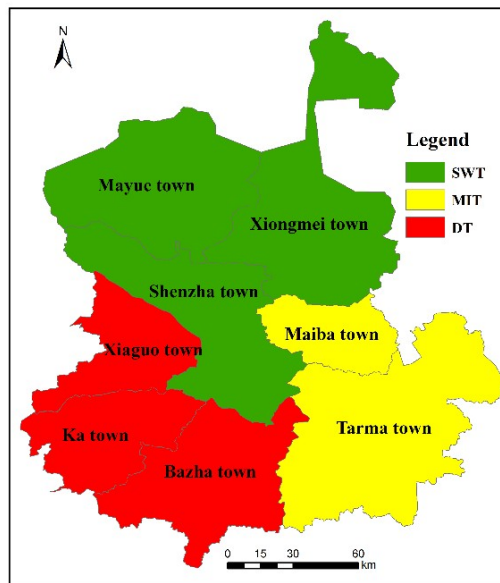 N
Legend
SWT
MIT
DT
Mayuc town
Xiongmei town
Shenzha town
Maiba town
Xiaguo town
Ka town
Tarma town
Bazha town
0 15 30 60
km